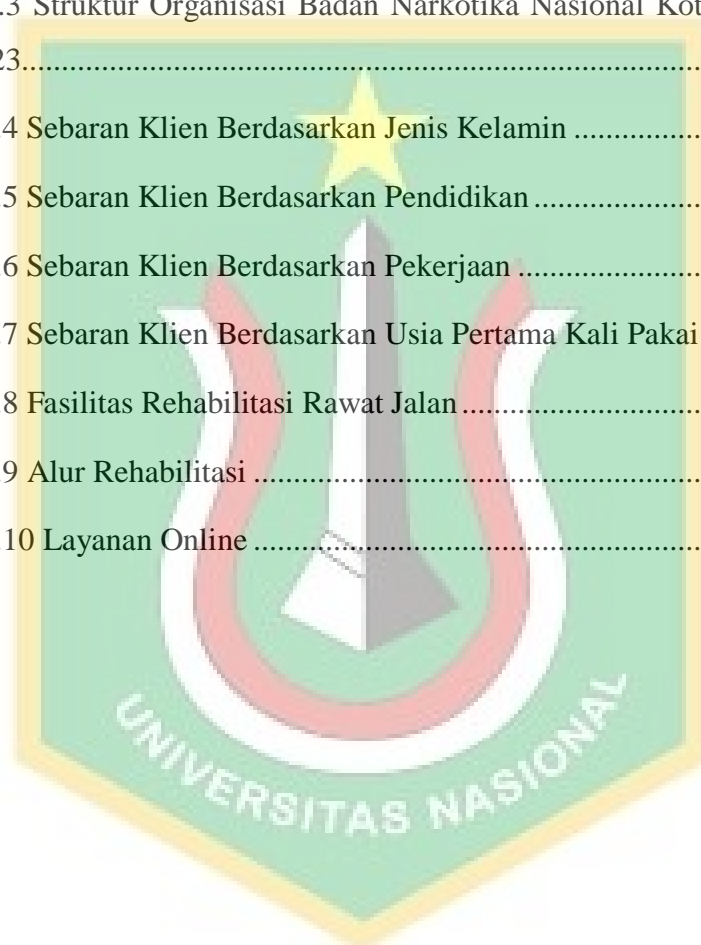 .3 Struktur Organisasi Badan Narkotika Nasional Kot
23....................................................................................
.4 Sebaran Klien Berdasarkan Jenis Kelamin ...................
.5 Sebaran Klien Berdasarkan Pendidikan ........................
.6 Sebaran Klien Berdasarkan Pekerjaan ..........................
.7 Sebaran Klien Berdasarkan Usia Pertama Kali Pakai
.8 Fasilitas Rehabilitasi Rawat Jalan ..................................
.9 Alur Rehabilitasi ................................................................
.10 Layanan Online .................................................................
UNIVERSITAS NASIONAL